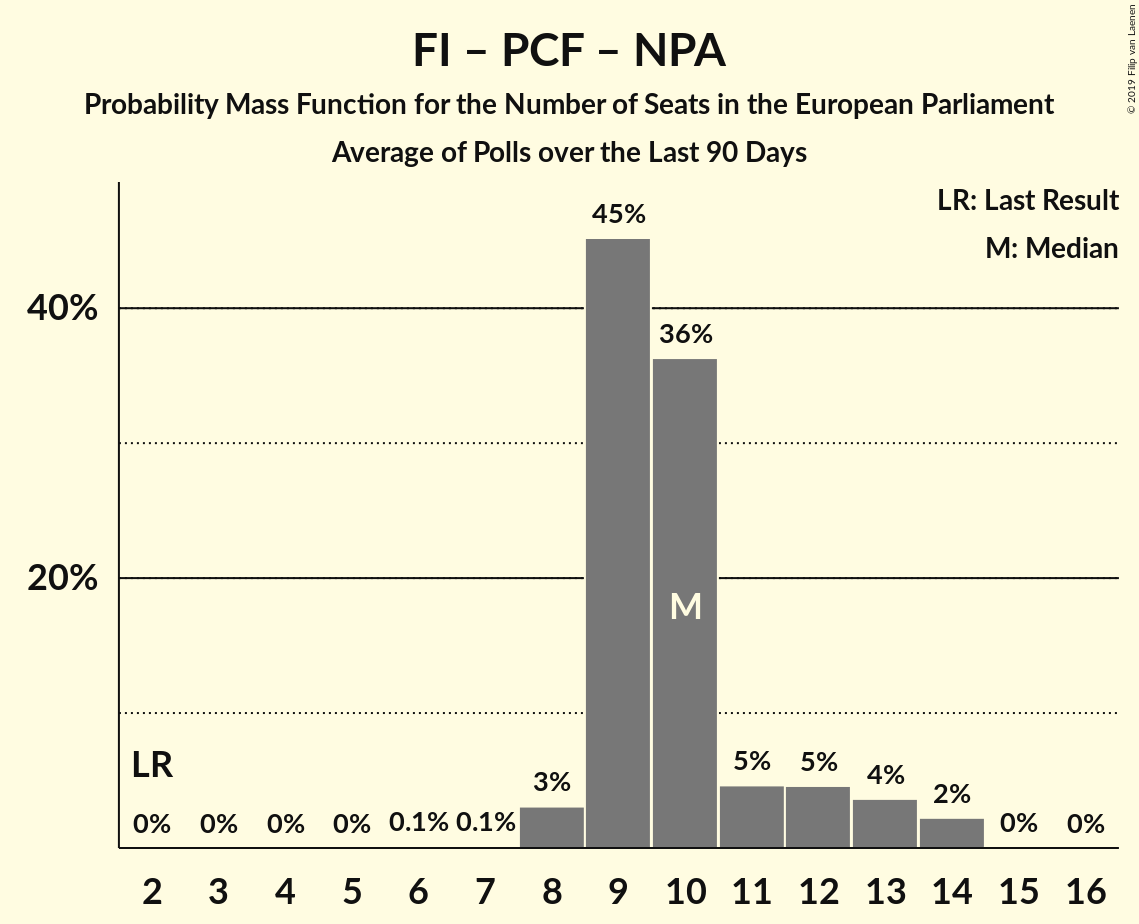 FI – PCF – NPA
Probability Mass Function for the Number of Seats in the European Parliament
Average of Polls over the Last 90 Days
© 2019 Filip van Laenen
LR: Last Result
M: Median
45%
40%
36%
20%
M
LR
0% 0% 0% 0% 0.1% 0.1% 3% 5% 5% 4% 2% 0% 0%
2 3 4 5 6 7 8 9 10 11 12 13 14 15 16